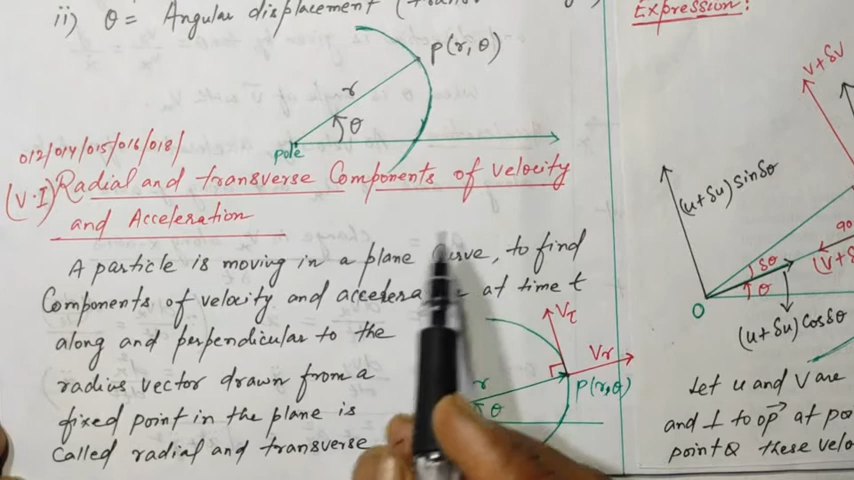 ii) θ = Angular displacement
P(r, θ)
r
θ
pole
012/014/015/016/018/
(V.I) Radial and transverse Components of velocity
and Acceleration
A particle is moving in a plane curve, to find
Components of velocity and at time t
along and perpendicular to the
radius vector drawn from a
fixed point in the plane is
Called radial and transverse
Vτ
Vr
r
θ
P(r,θ)
Expression:
V+δV
(u+δu) sinδθ
90
δθ
θ
(V+δ
O
(u+δu) cosδθ
Let u and V are
and ⊥ to OP⃗ at po
point Q these velo